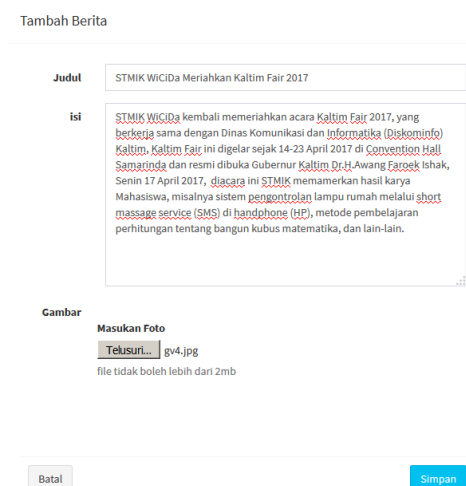 Tambah Berita
Judul
STMIK WiCiDa Meriahkan Kaltim Fair 2017
isi
STMIK WiCiDa kembali memeriahkan acara Kaltim Fair 2017, yang
berkerja sama dengan Dinas Komunikasi dan Informatika (Diskominfo)
Kaltim, Kaltim Fair ini digelar sejak 14-23 April 2017 di Convention Hall
Samarinda dan resmi dibuka Gubernur Kaltim Dr.H.Awang Faroek Ishak,
Senin 17 April 2017, diacara ini STMIK memamerkan hasil karya
Mahasiswa, misalnya sistem pengontrolan lampu rumah melalui short
massage service (SMS) di handphone (HP), metode pembelajaran
perhitungan tentang bangun kubus matematika, dan lain-lain.
Gambar
Masukan Foto
Telusuri... gv4.jpg
file tidak boleh lebih dari 2mb
Batal
Simpan